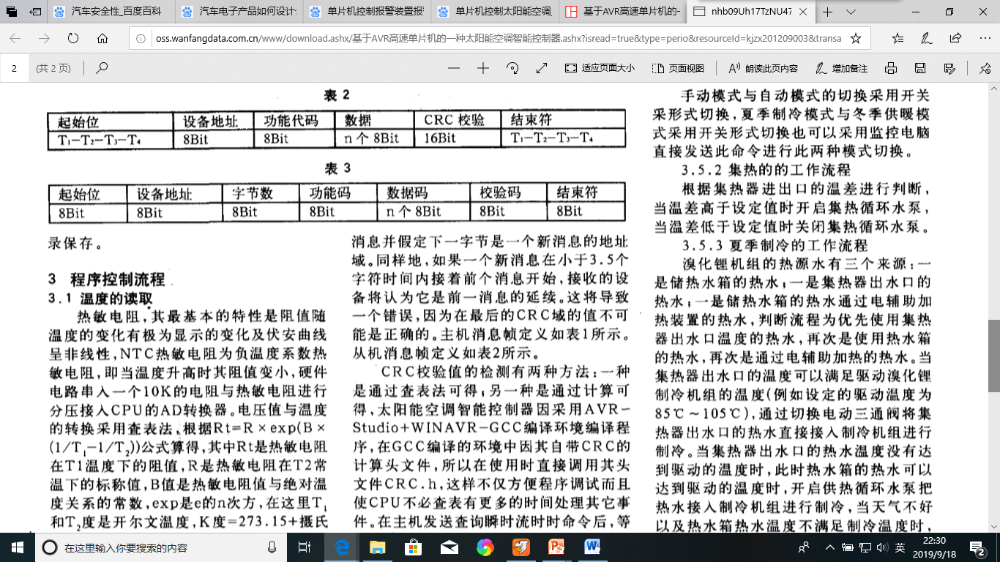 汽车安全性_百度百科
汽车电子产品如何设计
单片机控制报警装置报
单片机控制太阳能空调_
基于AVR高速单片机的一
nhb09Uh17TzNU47
oss.wanfangdata.com.cn/www/download.ashx/基于AVR高速单片机的一种太阳能空调智能控制器.ashx?isread=true&type=perio&resourceId=kjzx201209003&transa
2 (共 2 页)
适应页面大小
页面视图
朗读此页内容
增加备注
表 2
起始位 设备地址 功能代码 数据 CRC 校验 结束符
T₁-T₂-T₃-T₄ 8Bit 8Bit n 个 8Bit 16Bit T₁-T₂-T₃-T₄
表 3
起始位 设备地址 字节数 功能码 数据码 校验码 结束符
8Bit 8Bit 8Bit 8Bit n 个 8Bit 8Bit 8Bit
录保存。
3 程序控制流程
3.1 温度的读取
热敏电阻,其最基本的特性是阻值随
温度的变化有极为显示的变化及伏安曲线
呈非线性,NTC热敏电阻为负温度系数热
敏电阻,即当温度升高时其阻值变小,硬件
电路串入一个10K的电阻与热敏电阻进行
分压接入CPU的AD转换器。电压值与温度
的转换采用查表法,根据Rt=R×exp(B×
(1/T₁-1/T₂))公式算得,其中Rt是热敏电阻
在T1温度下的阻值,R是热敏电阻在T2常
温下的标称值,B值是热敏电阻值与绝对温
度关系的常数,exp是e的n次方,在这里T₁
和T₂度是开尔文温度,K度=273.15+摄氏
消息并假定下一字节是一个新消息的地址
域。同样地,如果一个新消息在小于3.5个
字符时间内接着前个消息开始,接收的设
备将认为它是前一消息的延续。这将导致
一个错误,因为在最后的CRC域的值不可
能是正确的。主机消息帧定义如表1所示。
从机消息帧定义如表2所示。
CRC校验值的检测有两种方法:一种
是通过查表法可得;另一种是通过计算可
得,太阳能空调智能控制器因采用AVR-
Studio+WINAVR-GCC编译环境编译程
序,在GCC编译的环境中因其自带CRC的
计算头文件,所以在使用时直接调用其头
文件CRC.h,这样不仅方便程序调试而且
使CPU不必查表有更多的时间处理其它事
件。在主机发送查询瞬时流时时命令后,等
手动模式与自动模式的切换采用开关
采形式切换,夏季制冷模式与冬季供暖模
式采用开关形式切换也可以采用监控电脑
直接发送此命令进行此两种模式切换。
3.5.2 集热的的工作流程
根据集热器进出口的温差进行判断,
当温差高于设定值时开启集热循环水泵,
当温差低于设定值时关闭集热循环水泵。
3.5.3 夏季制冷的工作流程
溴化锂机组的热源水有三个来源:一
是储热水箱的热水;一是集热器出水口的
热水;一是储热水箱的热水通过电辅助加
热装置的热水,判断流程为优先使用集热
器出水口温度的热水,再次是使用热水箱
的热水,再次是通过电辅助加热的热水。当
集热器出水口的温度可以满足驱动溴化锂
制冷机组的温度(例如设定的驱动温度为
85℃~105℃),通过切换电动三通阀将集
热器出水口的热水直接接入制冷机组进行
制冷。当集热器出水口的热水温度没有达
到驱动的温度时,此时热水箱的热水可以
达到驱动的温度时,开启供热循环水泵把
热水接入制冷机组进行制冷,当天气不好
以及热水箱热水温度不满足制冷温度时,
在这里输入你要搜索的内容
英
22:30
2019/9/18
2